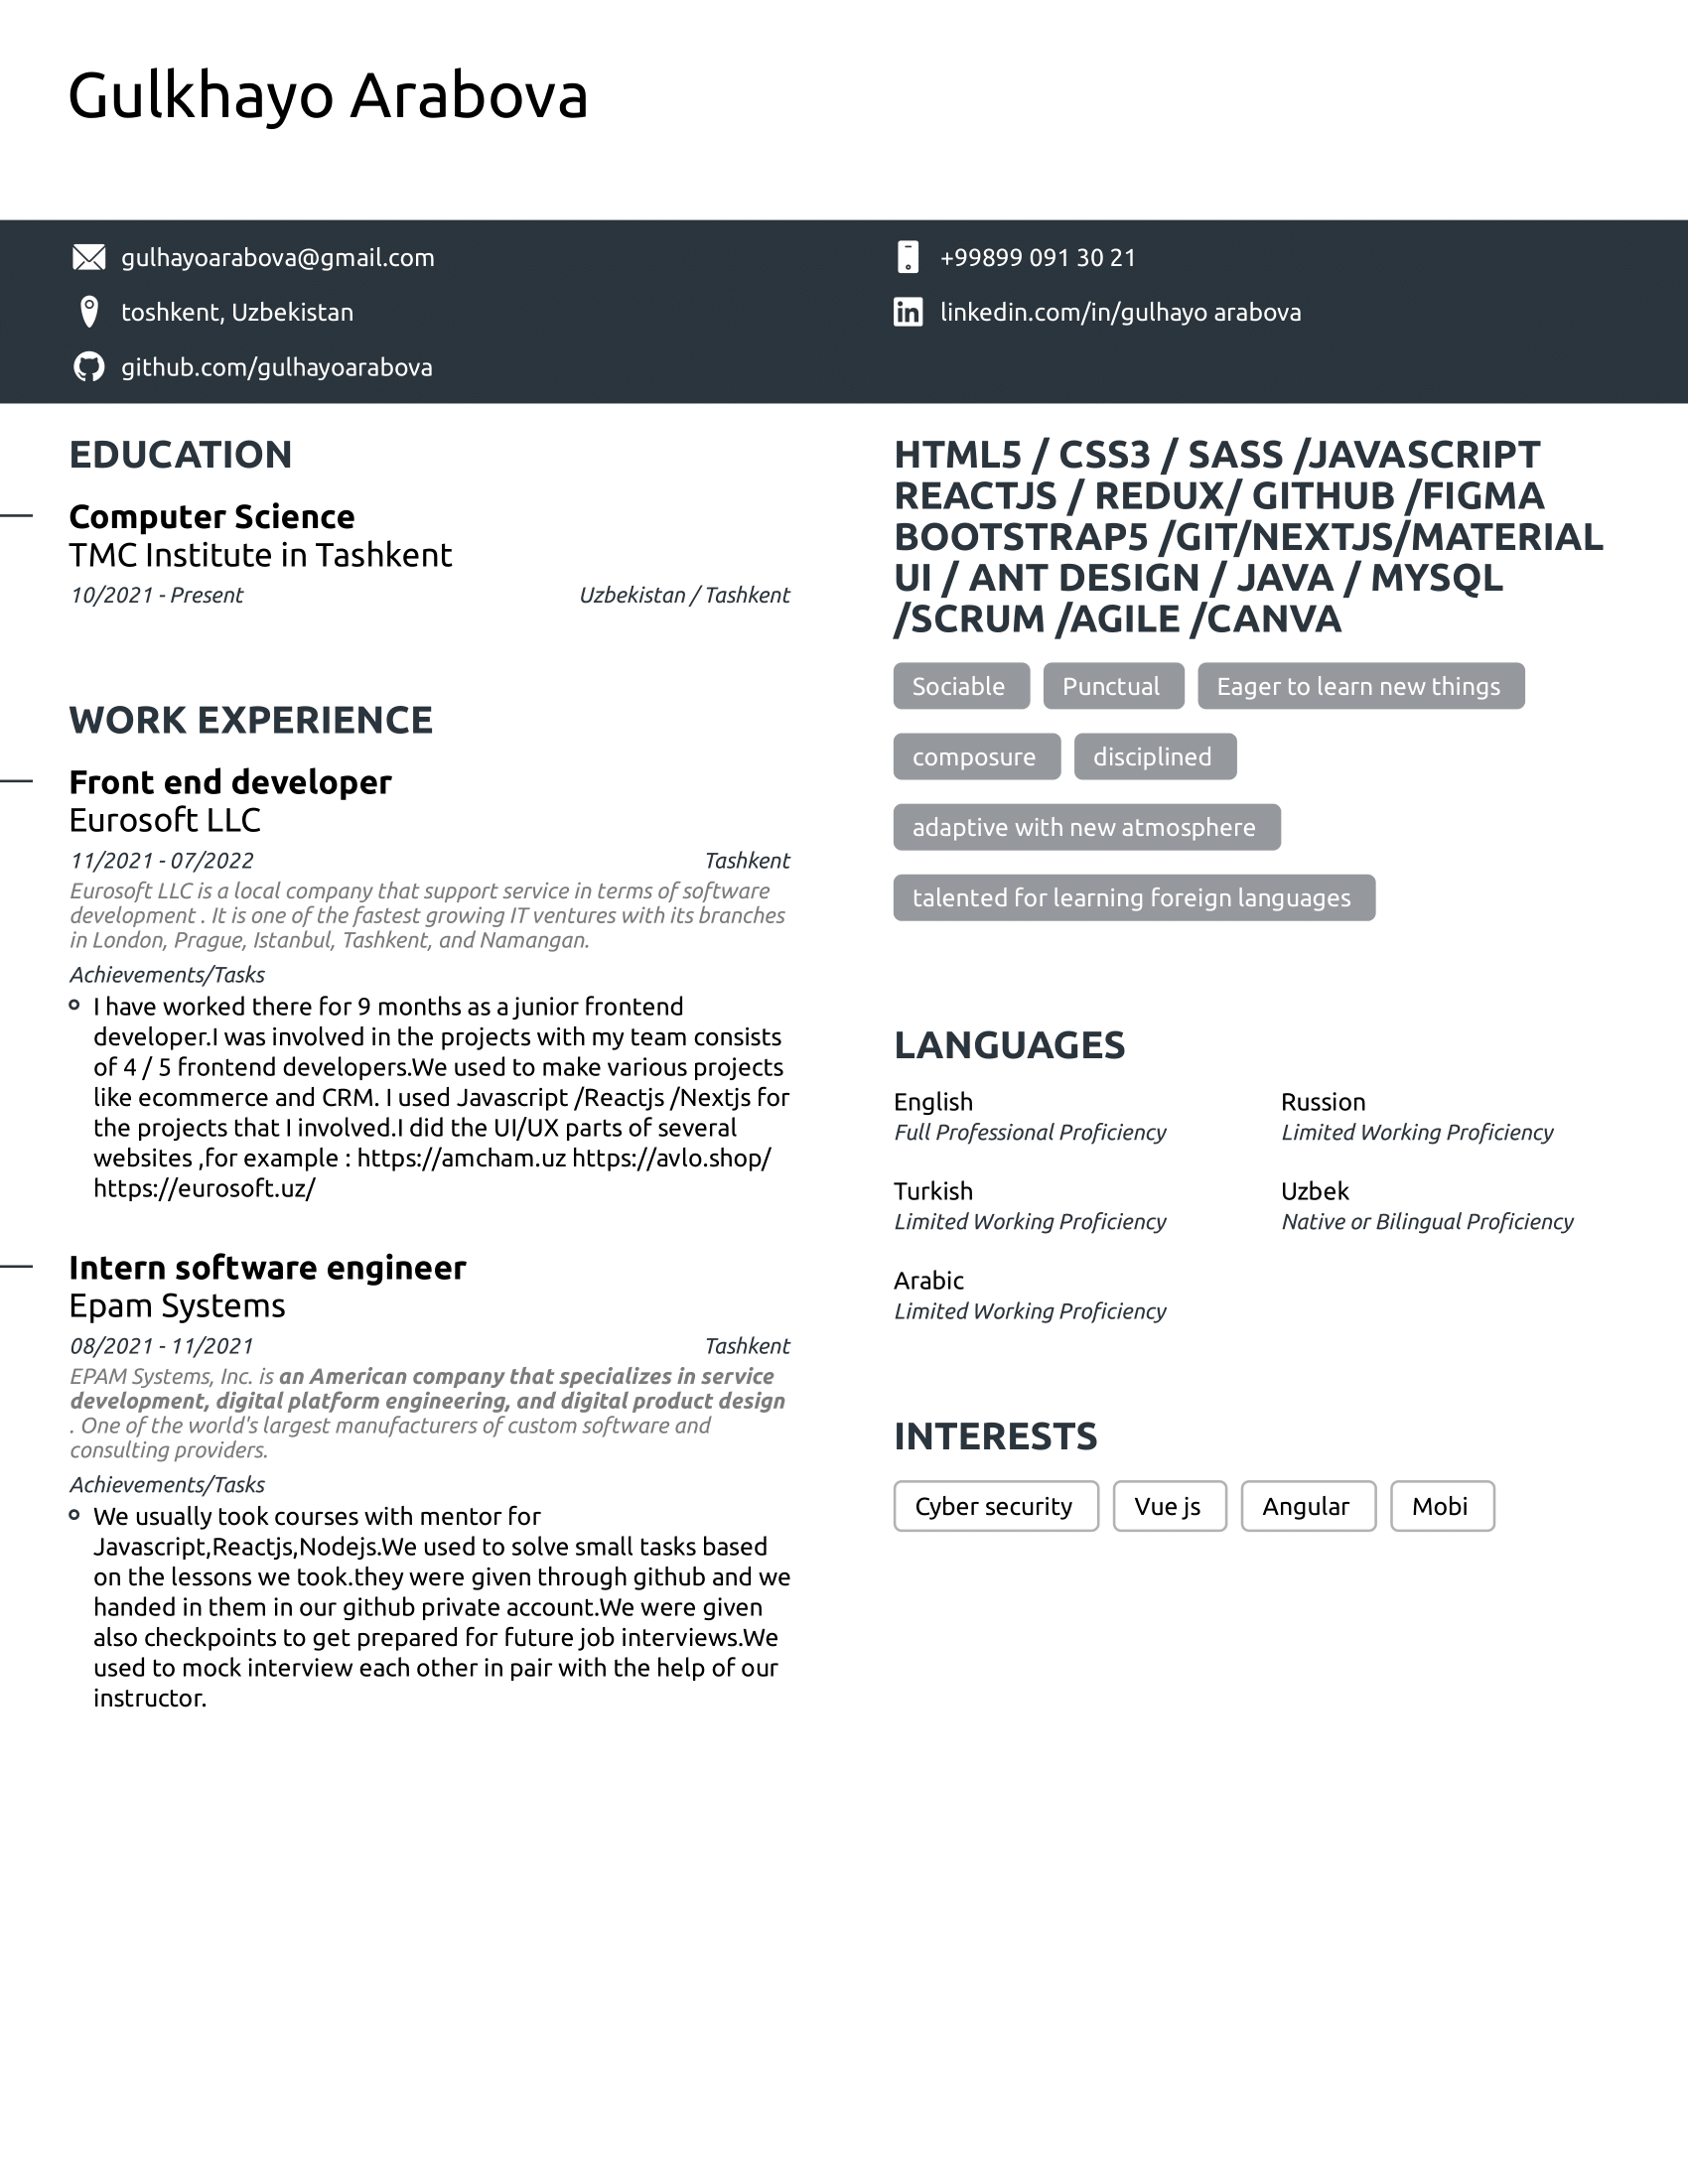 Gulkhayo Arabova
gulhayoarabova@gmail.com
+99899 091 30 21
toshkent, Uzbekistan
linkedin.com/in/gulhayo arabova
github.com/gulhayoarabova
EDUCATION
Computer Science
TMC Institute in Tashkent
10/2021 - Present
Uzbekistan / Tashkent
WORK EXPERIENCE
Front end developer
Eurosoft LLC
11/2021 - 07/2022
Tashkent
Eurosoft LLC is a local company that support service in terms of software
development . It is one of the fastest growing IT ventures with its branches
in London, Prague, Istanbul, Tashkent, and Namangan.
Achievements/Tasks
I have worked there for 9 months as a junior frontend
developer.I was involved in the projects with my team consists
of 4 / 5 frontend developers.We used to make various projects
like ecommerce and CRM. I used Javascript /Reactjs /Nextjs for
the projects that I involved.I did the UI/UX parts of several
websites ,for example : https://amcham.uz https://avlo.shop/
https://eurosoft.uz/
Intern software engineer
Epam Systems
08/2021 - 11/2021
Tashkent
EPAM Systems, Inc. is an American company that specializes in service
development, digital platform engineering, and digital product design
. One of the world's largest manufacturers of custom software and
consulting providers.
Achievements/Tasks
We usually took courses with mentor for
Javascript,Reactjs,Nodejs.We used to solve small tasks based
on the lessons we took.they were given through github and we
handed in them in our github private account.We were given
also checkpoints to get prepared for future job interviews.We
used to mock interview each other in pair with the help of our
instructor.
HTML5 / CSS3 / SASS /JAVASCRIPT
REACTJS / REDUX/ GITHUB /FIGMA
BOOTSTRAP5 /GIT/NEXTJS/MATERIAL
UI / ANT DESIGN / JAVA / MYSQL
/SCRUM /AGILE /CANVA
Sociable
Punctual
Eager to learn new things
composure
disciplined
adaptive with new atmosphere
talented for learning foreign languages
LANGUAGES
English
Full Professional Proficiency
Russion
Limited Working Proficiency
Turkish
Limited Working Proficiency
Uzbek
Native or Bilingual Proficiency
Arabic
Limited Working Proficiency
INTERESTS
Cyber security
Vue js
Angular
Mobi